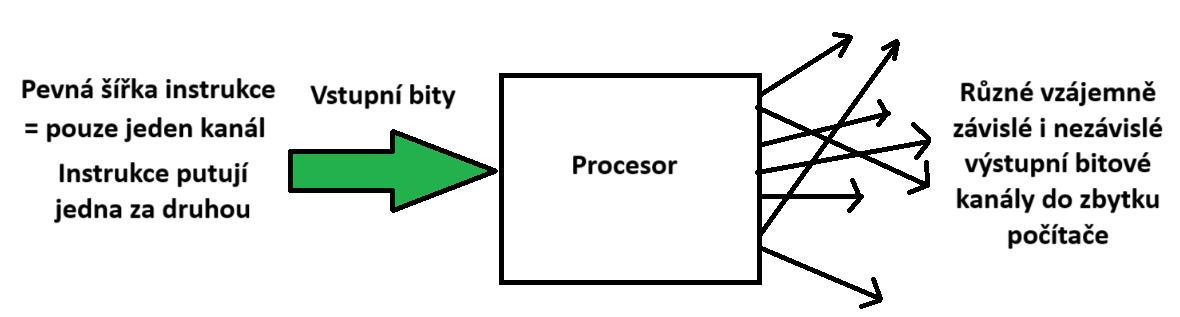 Pevná šířka instrukce
= pouze jeden kanál
Instrukce putují
jedna za druhou
Vstupní bity
Procesor
Různé vzájemně
závislé i nezávislé
výstupní bitové
kanály do zbytku
počítače